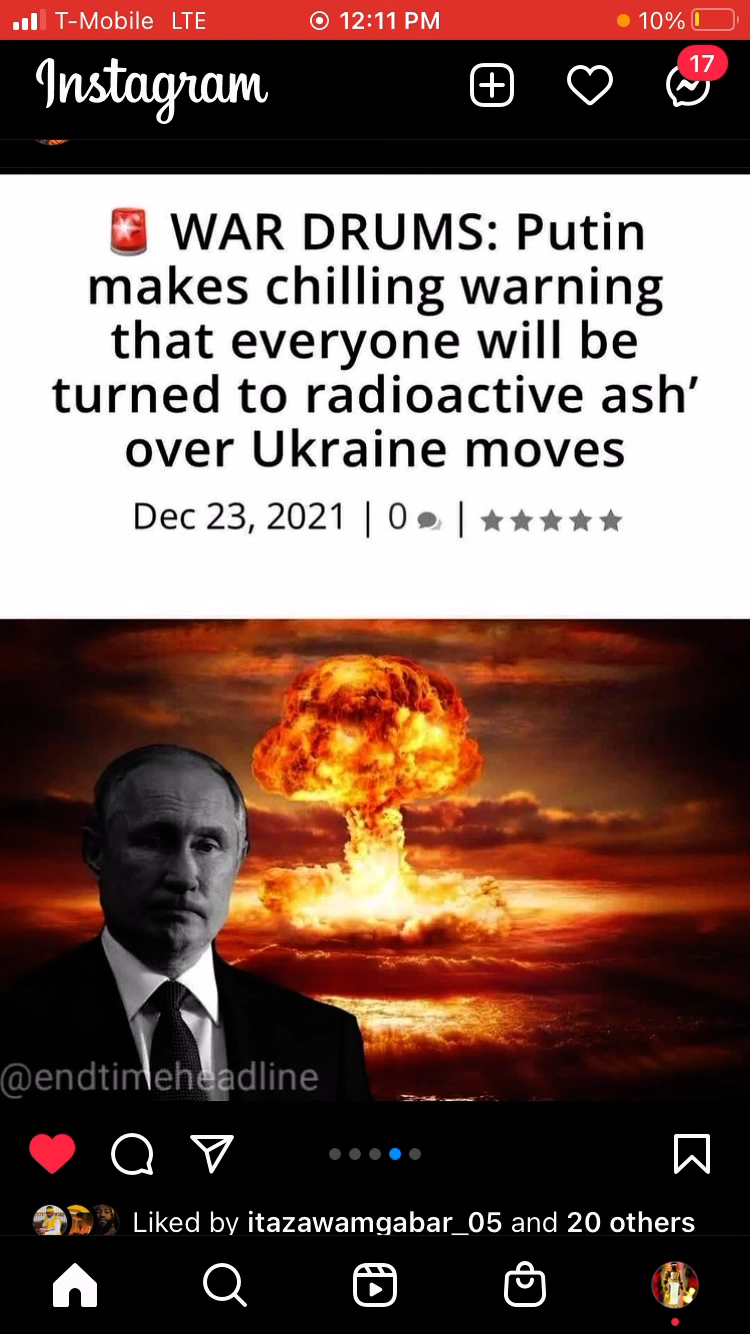 T-Mobile LTE 12:11 PM 10%
Instagram 17
🚨 WAR DRUMS: Putin
makes chilling warning
that everyone will be
turned to radioactive ash’
over Ukraine moves
Dec 23, 2021 | 0 | ★★★★★
@endtimeheadline
Liked by itazawamgabar_05 and 20 others